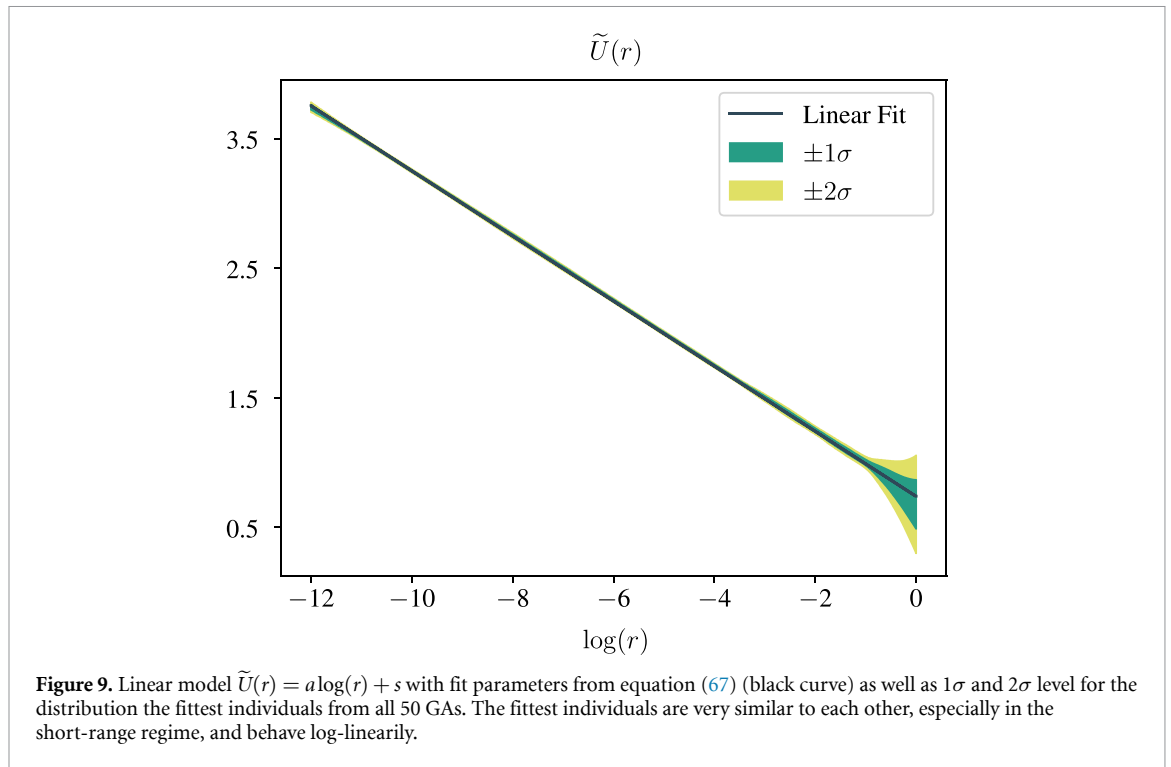 Ũ(r)
3.5
2.5
1.5
0.5
Linear Fit
±1σ
±2σ
−12 −10 −8 −6 −4 −2 0
log(r)
Figure 9. Linear model Ũ(r) = a log(r) + s with fit parameters from equation (67) (black curve) as well as 1σ and 2σ level for the
distribution the fittest individuals from all 50 GAs. The fittest individuals are very similar to each other, especially in the
short-range regime, and behave log-linearily.